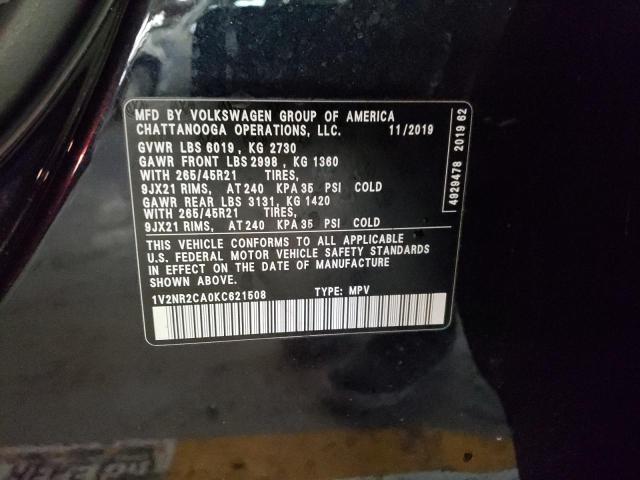 MFD BY VOLKSWAGEN GROUP OF AMERICA
CHATTANOOGA OPERATIONS, LLC. 11/2019
GVWR LBS 6019 , KG 2730
GAWR FRONT LBS 2998 , KG 1360
WITH 265/45R21 TIRES,
9JX21 RIMS, AT 240 KPA 35 PSI COLD
GAWR REAR LBS 3131, KG 1420
WITH 265/45R21 TIRES,
9JX21 RIMS, AT 240 KPA 35 PSI COLD
THIS VEHICLE CONFORMS TO ALL APPLICABLE
U.S. FEDERAL MOTOR VEHICLE SAFETY STANDARDS
IN EFFECT ON THE DATE OF MANUFACTURE
SHOWN ABOVE.
1V2NR2CA0KC621508 TYPE: MPV
4929478 2019 62